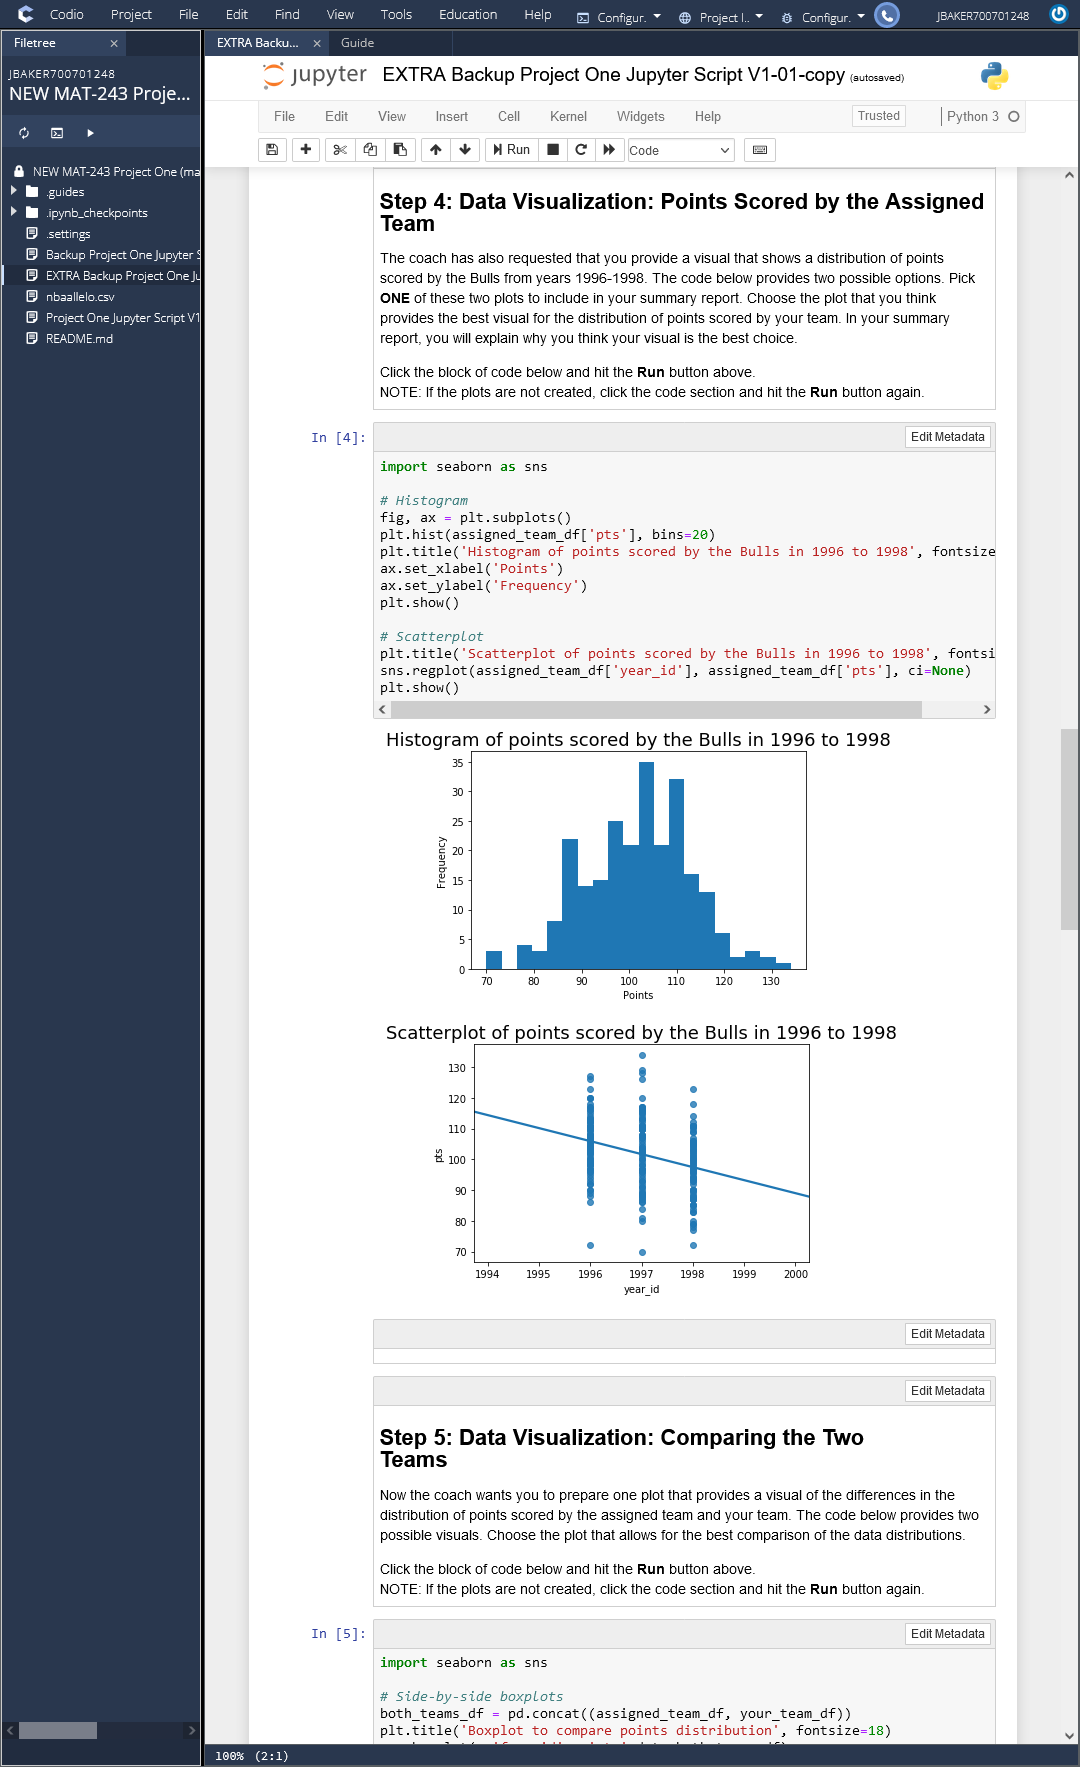 Codio Project File Edit Find View Tools Education Help Configur. Project I.. Configur. JBAKER700701248
Filetree ×
JBAKER700701248
NEW MAT-243 Proje...
NEW MAT-243 Project One (ma
.guides
.ipynb_checkpoints
.settings
Backup Project One Jupyter S
EXTRA Backup Project One Ju
nbaallelo.csv
Project One Jupyter Script V1
README.md
EXTRA Backu... × Guide
jupyter EXTRA Backup Project One Jupyter Script V1-01-copy (autosaved)
File Edit View Insert Cell Kernel Widgets Help Trusted Python 3
Run Code
Step 4: Data Visualization: Points Scored by the Assigned
Team
The coach has also requested that you provide a visual that shows a distribution of points
scored by the Bulls from years 1996-1998. The code below provides two possible options. Pick
ONE of these two plots to include in your summary report. Choose the plot that you think
provides the best visual for the distribution of points scored by your team. In your summary
report, you will explain why you think your visual is the best choice.
Click the block of code below and hit the Run button above.
NOTE: If the plots are not created, click the code section and hit the Run button again.
In [4]:
Edit Metadata
import seaborn as sns
# Histogram
fig, ax = plt.subplots()
plt.hist(assigned_team_df['pts'], bins=20)
plt.title('Histogram of points scored by the Bulls in 1996 to 1998', fontsize
ax.set_xlabel('Points')
ax.set_ylabel('Frequency')
plt.show()
# Scatterplot
plt.title('Scatterplot of points scored by the Bulls in 1996 to 1998', fontsi
sns.regplot(assigned_team_df['year_id'], assigned_team_df['pts'], ci=None)
plt.show()
Histogram of points scored by the Bulls in 1996 to 1998
35
30
25
20
15
10
5
0
Frequency
70 80 90 100 110 120 130
Points
Scatterplot of points scored by the Bulls in 1996 to 1998
130
120
110
100
90
80
70
pts
1994 1995 1996 1997 1998 1999 2000
year_id
Edit Metadata
Edit Metadata
Step 5: Data Visualization: Comparing the Two
Teams
Now the coach wants you to prepare one plot that provides a visual of the differences in the
distribution of points scored by the assigned team and your team. The code below provides two
possible visuals. Choose the plot that allows for the best comparison of the data distributions.
Click the block of code below and hit the Run button above.
NOTE: If the plots are not created, click the code section and hit the Run button again.
In [5]:
Edit Metadata
import seaborn as sns
# Side-by-side boxplots
both_teams_df = pd.concat((assigned_team_df, your_team_df))
plt.title('Boxplot to compare points distribution', fontsize=18)
100% (2:1)